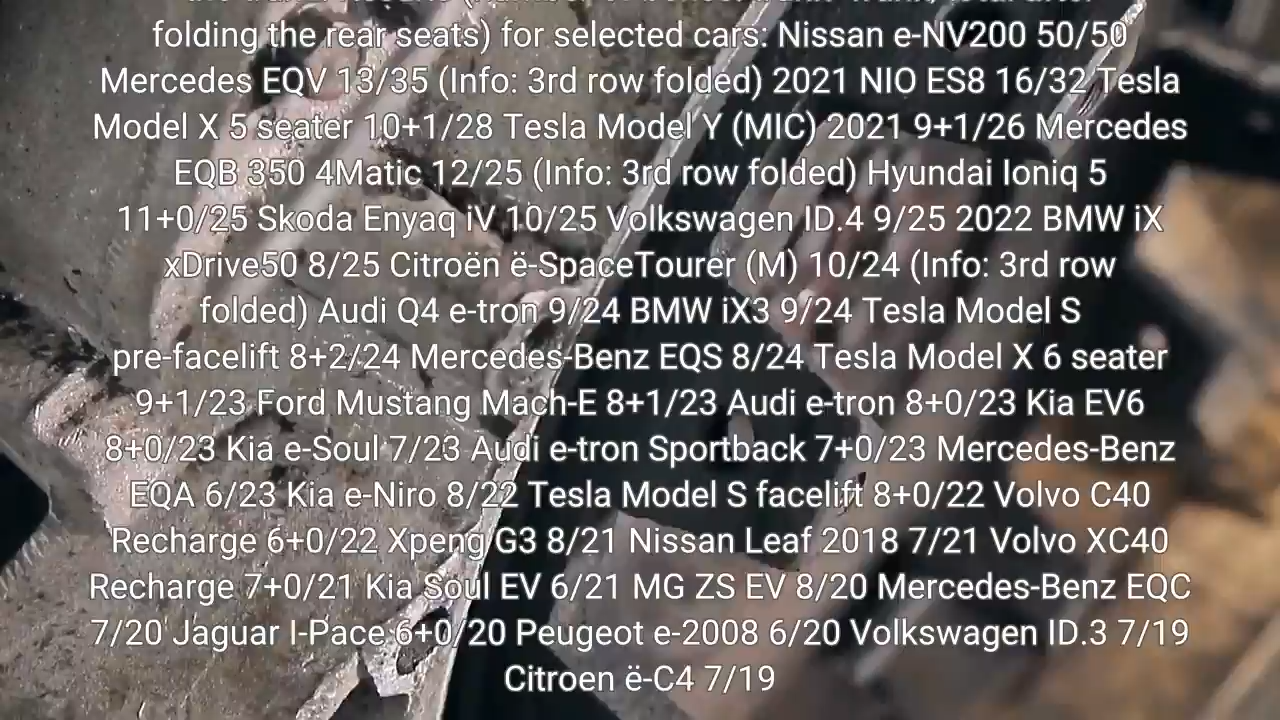 folding the rear seats) for selected cars: Nissan e-NV200 50/50
Mercedes EQV 13/35 (Info: 3rd row folded) 2021 NIO ES8 16/32 Tesla
Model X 5 seater 10+1/28 Tesla Model Y (MIC) 2021 9+1/26 Mercedes
EQB 350 4Matic 12/25 (Info: 3rd row folded) Hyundai Ioniq 5
11+0/25 Skoda Enyaq iV 10/25 Volkswagen ID.4 9/25 2022 BMW iX
xDrive50 8/25 Citroën ë-SpaceTourer (M) 10/24 (Info: 3rd row
folded) Audi Q4 e-tron 9/24 BMW iX3 9/24 Tesla Model S
pre-facelift 8+2/24 Mercedes-Benz EQS 8/24 Tesla Model X 6 seater
9+1/23 Ford Mustang Mach-E 8+1/23 Audi e-tron 8+0/23 Kia EV6
8+0/23 Kia e-Soul 7/23 Audi e-tron Sportback 7+0/23 Mercedes-Benz
EQA 6/23 Kia e-Niro 8/22 Tesla Model S facelift 8+0/22 Volvo C40
Recharge 6+0/22 Xpeng G3 8/21 Nissan Leaf 2018 7/21 Volvo XC40
Recharge 7+0/21 Kia Soul EV 6/21 MG ZS EV 8/20 Mercedes-Benz EQC
7/20 Jaguar I-Pace 6+0/20 Peugeot e-2008 6/20 Volkswagen ID.3 7/19
Citroen ë-C4 7/19